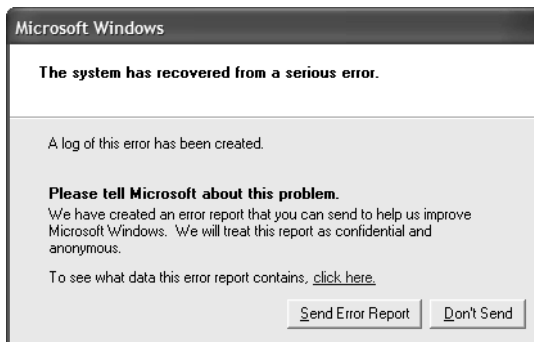 Microsoft Windows
The system has recovered from a serious error.
A log of this error has been created.
Please tell Microsoft about this problem.
We have created an error report that you can send to help us improve
Microsoft Windows.  We will treat this report as confidential and
anonymous.
To see what data this error report contains, click here.
Send Error Report Don't Send